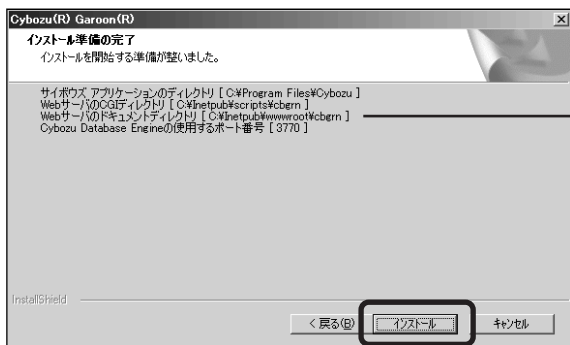 Cybozu(R) Garoon(R)
インストール準備の完了
インストールを開始する準備が整いました。
サイボウズ アプリケーションのディレクトリ [ C:¥Program Files¥Cybozu ]
WebサーバのCGIディレクトリ [ C:¥Inetpub¥scripts¥cbgrn ]
Webサーバのドキュメントディレクトリ [ C:¥Inetpub¥wwwroot¥cbgrn ]
Cybozu Database Engineの使用するポート番号 [ 3770 ]
InstallShield
< 戻る(B)
インストール
キャンセル